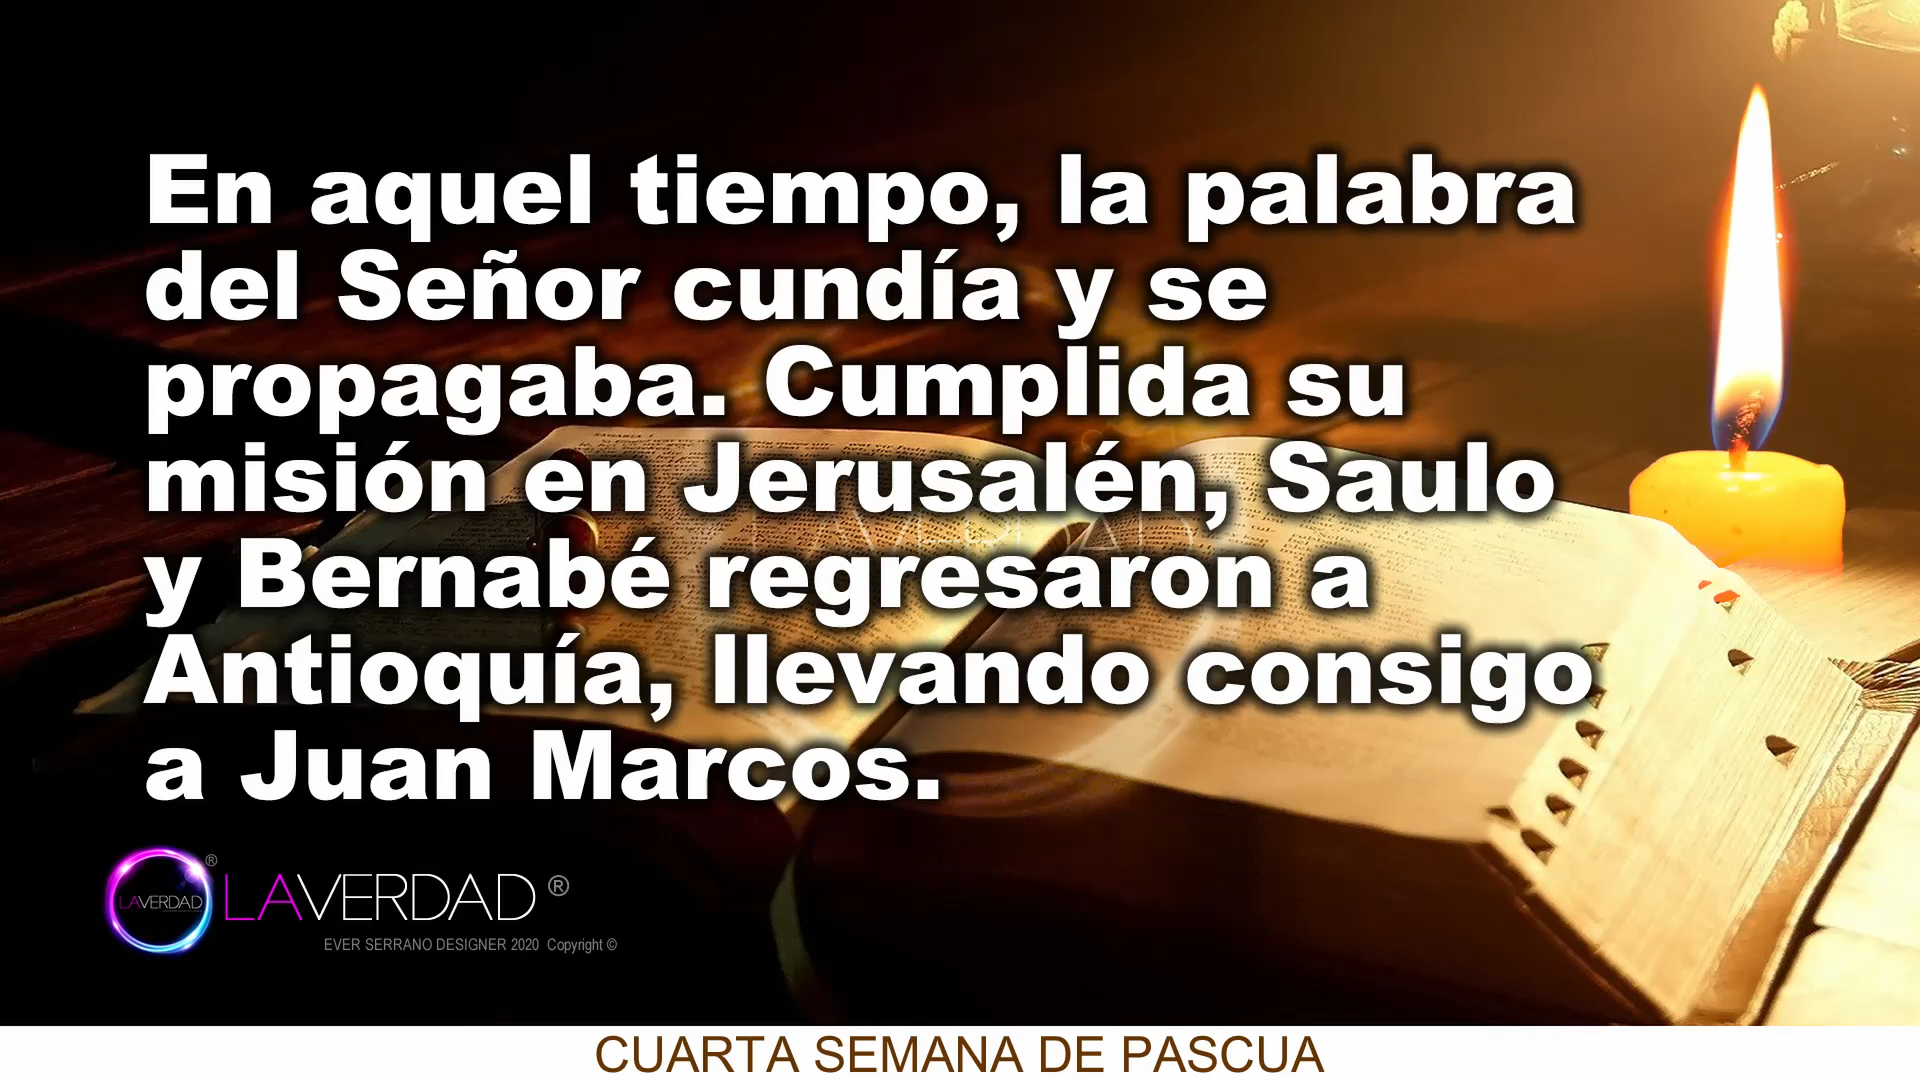 En aquel tiempo, la palabra
del Señor cundía y se
propagaba. Cumplida su
misión en Jerusalén, Saulo
y Bernabé regresaron a
Antioquía, llevando consigo
a Juan Marcos.
LAVERDAD ®
LAVERDAD ®
EVER SERRANO DESIGNER 2020 Copyright ©
CUARTA SEMANA DE PASCUA